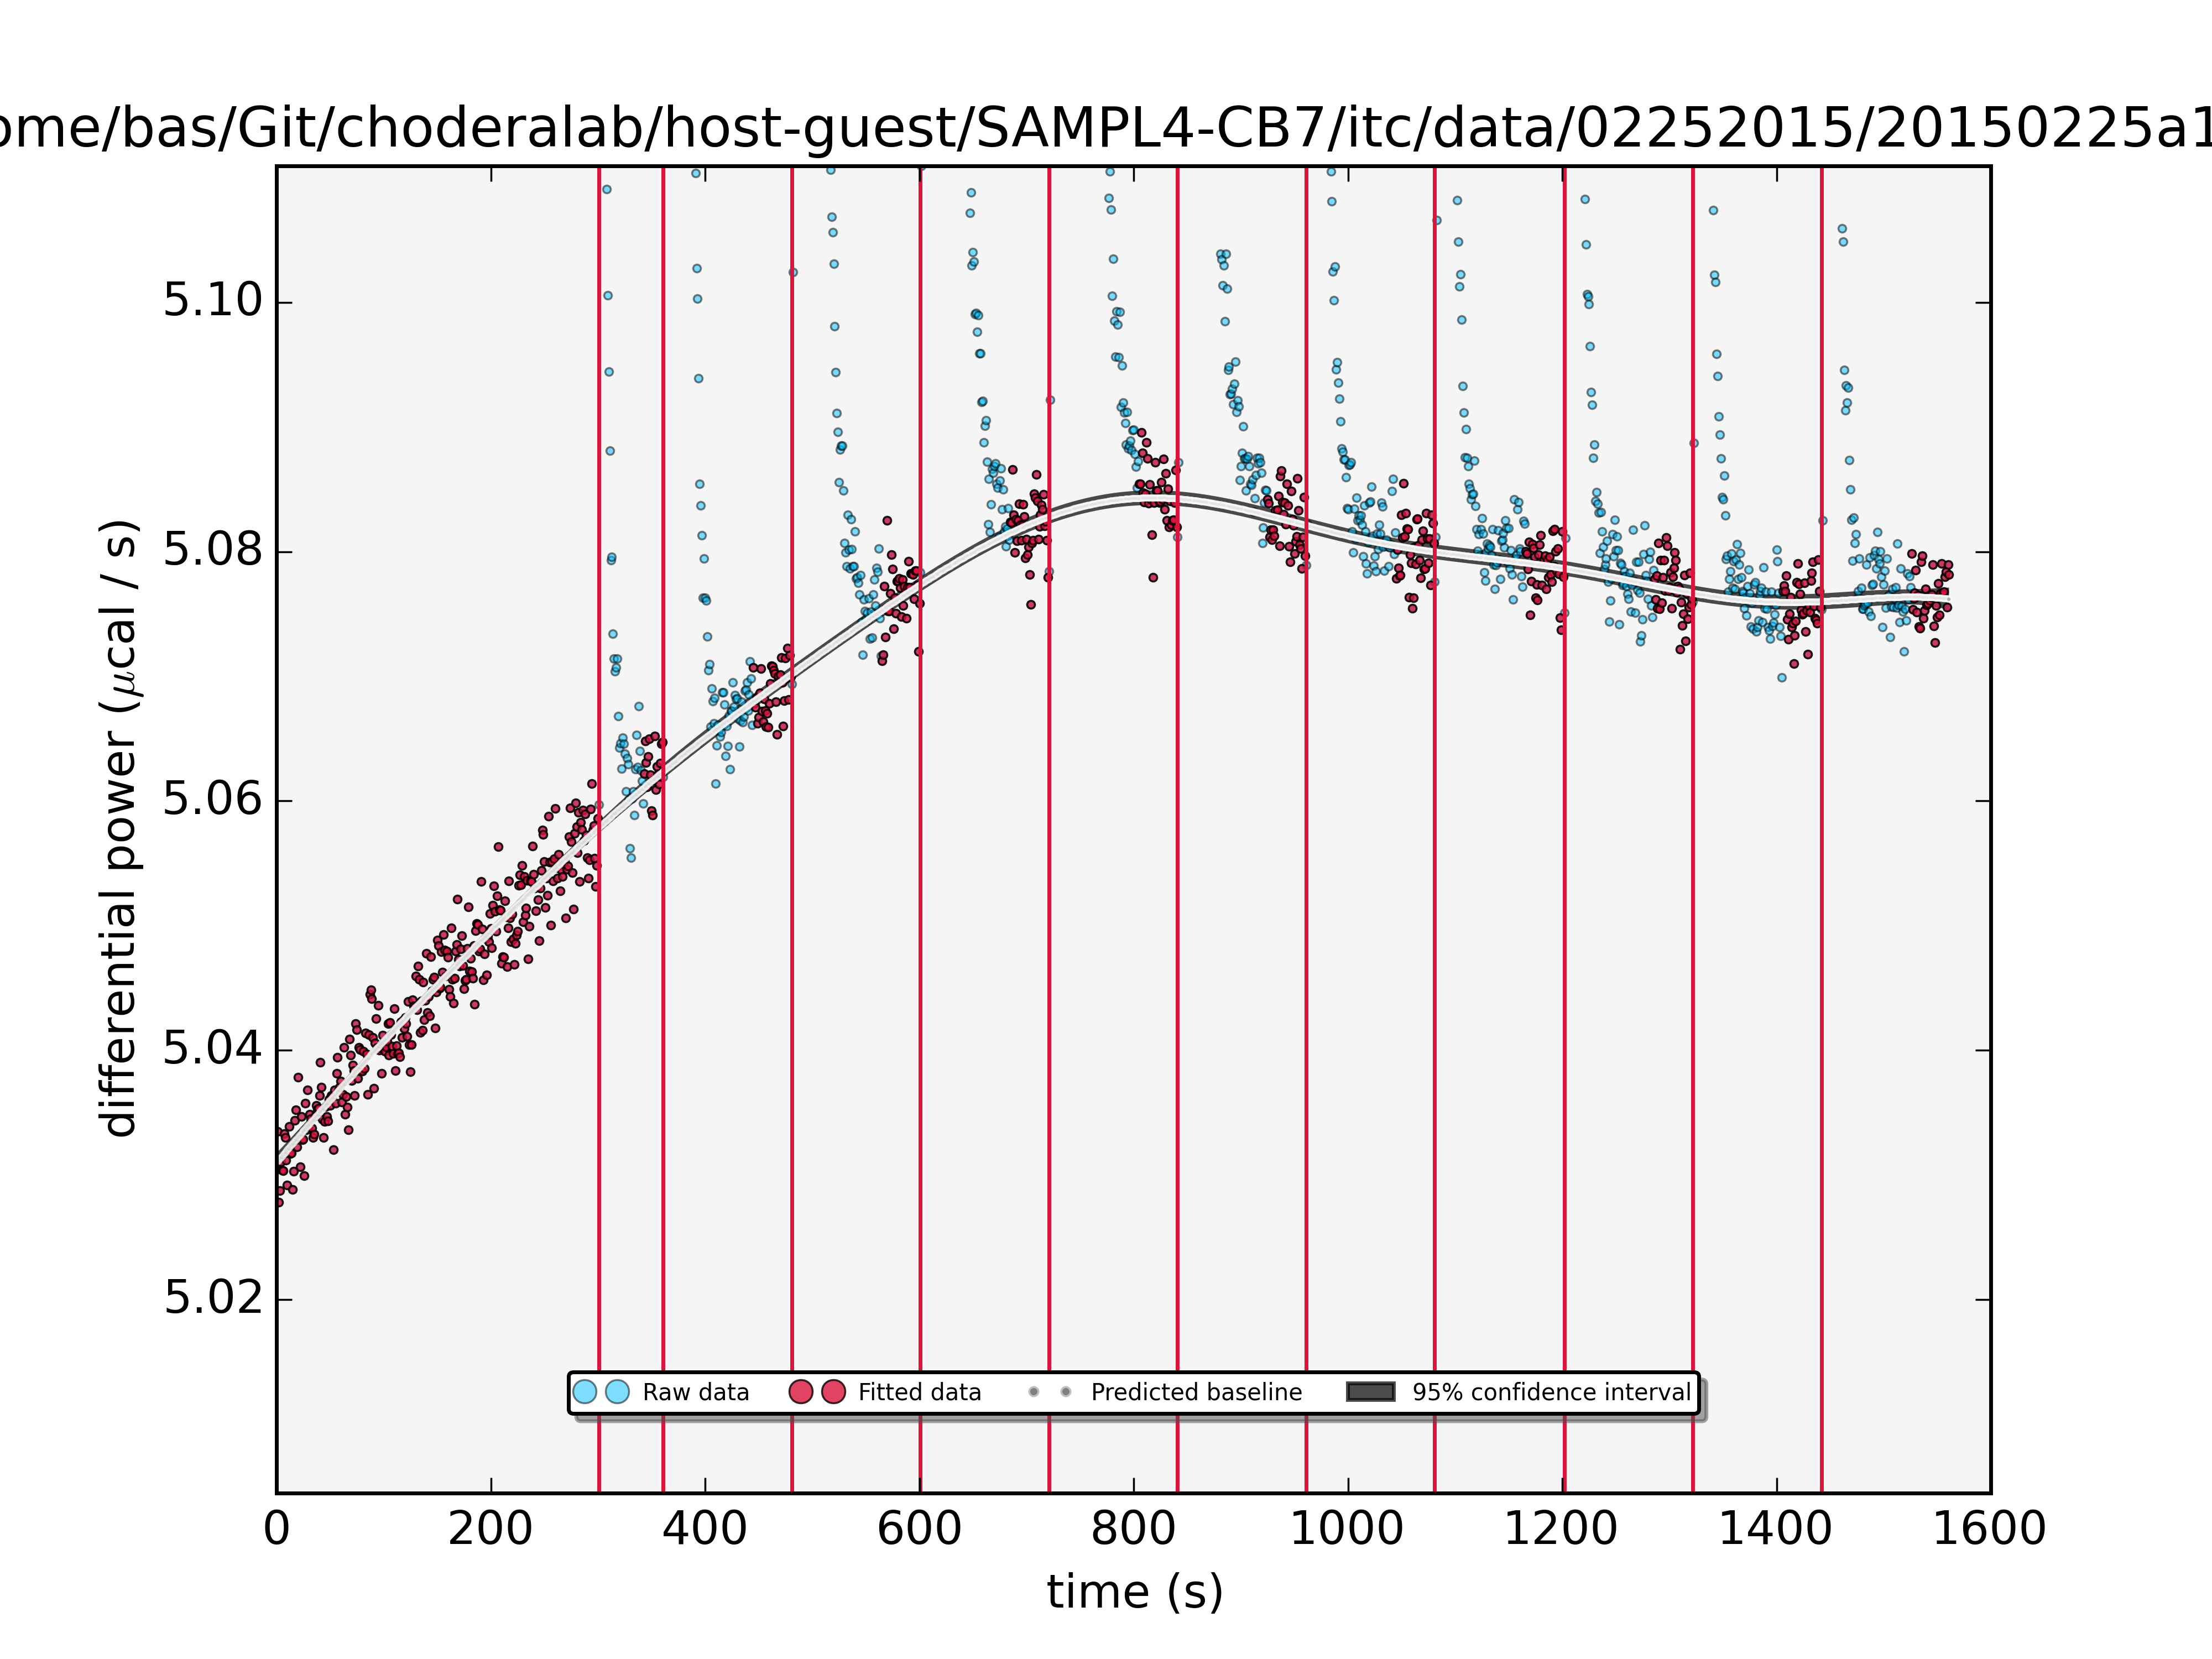 ome/bas/Git/choderalab/host-guest/SAMPL4-CB7/itc/data/02252015/20150225a1
differential power (μcal / s)
5.10
5.08
5.06
5.04
5.02
Raw data Fitted data Predicted baseline 95% confidence interval
0 200 400 600 800 1000 1200 1400 1600
time (s)